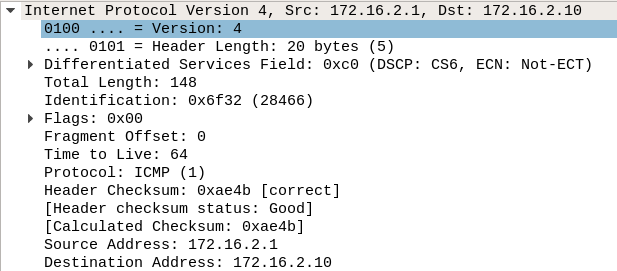 Internet Protocol Version 4, Src: 172.16.2.1, Dst: 172.16.2.10
0100 .... = Version: 4
.... 0101 = Header Length: 20 bytes (5)
Differentiated Services Field: 0xc0 (DSCP: CS6, ECN: Not-ECT)
Total Length: 148
Identification: 0x6f32 (28466)
Flags: 0x00
Fragment Offset: 0
Time to Live: 64
Protocol: ICMP (1)
Header Checksum: 0xae4b [correct]
[Header checksum status: Good]
[Calculated Checksum: 0xae4b]
Source Address: 172.16.2.1
Destination Address: 172.16.2.10